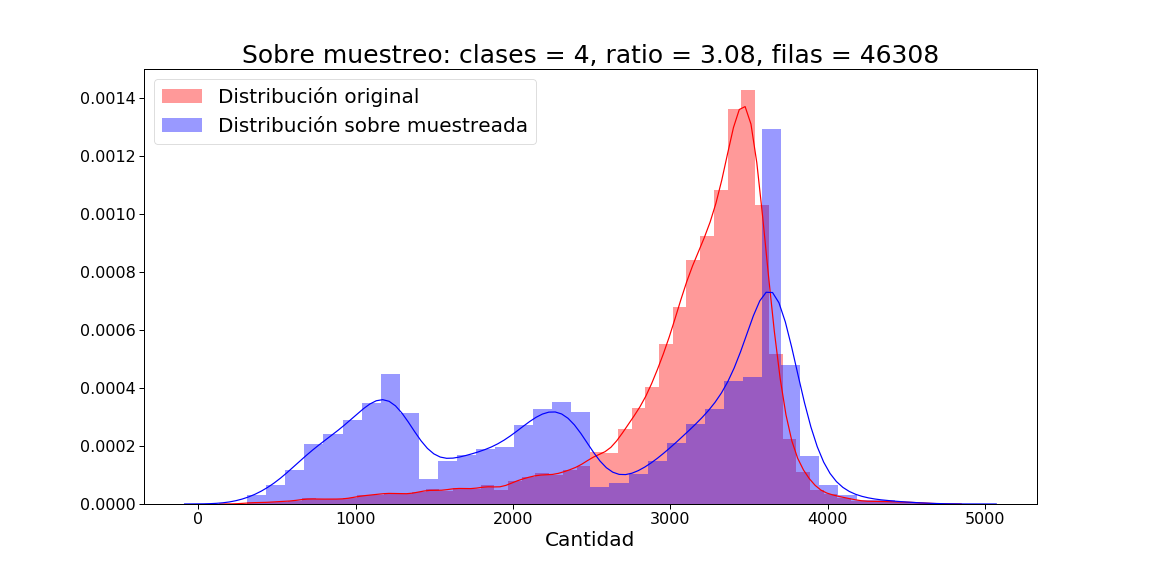 Sobre muestreo: clases = 4, ratio = 3.08, filas = 46308
Distribución original
Distribución sobre muestreada
0.0014
0.0012
0.0010
0.0008
0.0006
0.0004
0.0002
0.0000
0 1000 2000 3000 4000 5000
Cantidad